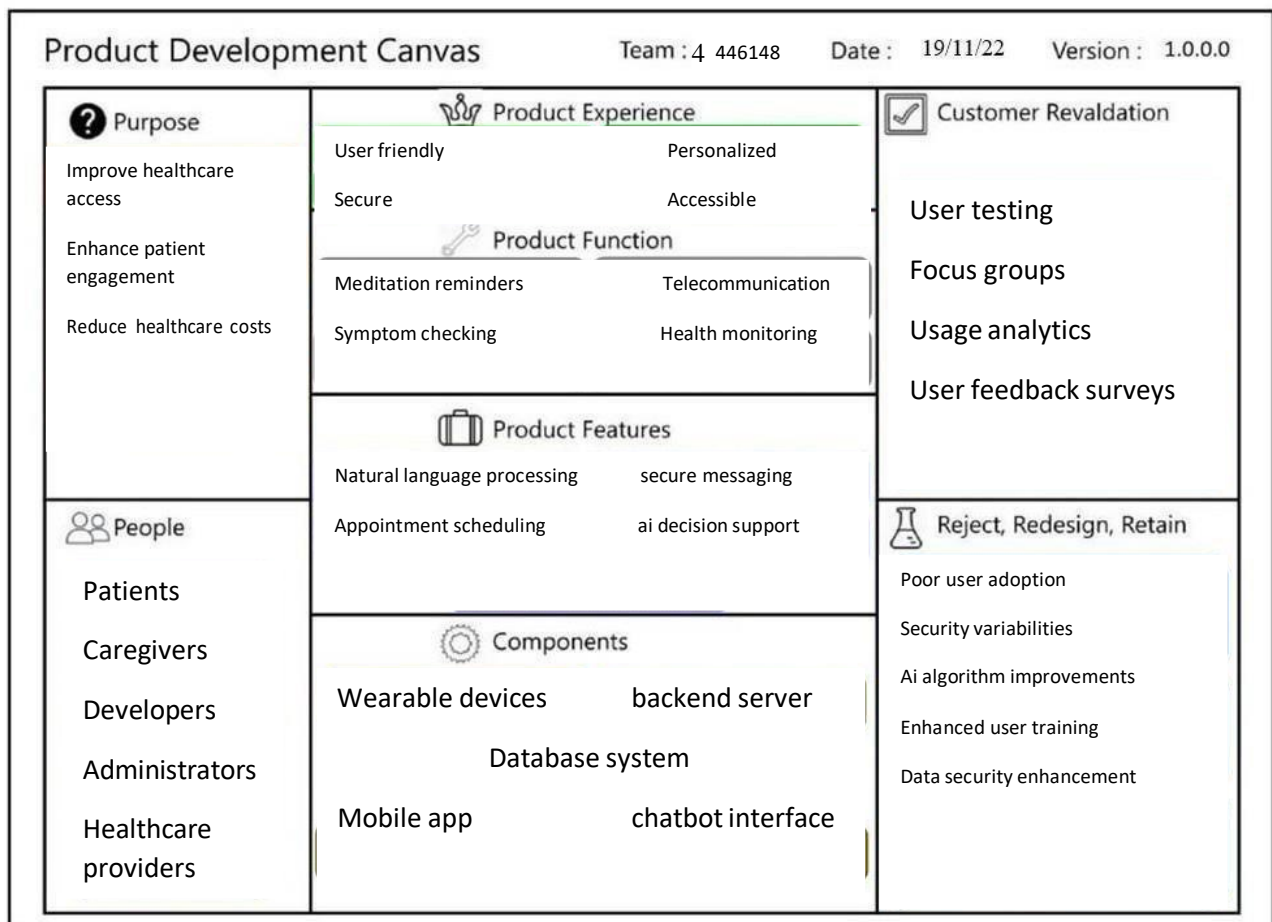 Product Development Canvas Team : 4 446148 Date : 19/11/22 Version : 1.0.0.0
Purpose
Improve healthcare
access
Enhance patient
engagement
Reduce healthcare costs
People
Patients
Caregivers
Developers
Administrators
Healthcare
providers
Product Experience
User friendly Personalized
Secure Accessible
Product Function
Meditation reminders Telecommunication
Symptom checking Health monitoring
Product Features
Natural language processing secure messaging
Appointment scheduling ai decision support
Components
Wearable devices backend server
Database system
Mobile app chatbot interface
Customer Revaldation
User testing
Focus groups
Usage analytics
User feedback surveys
Reject, Redesign, Retain
Poor user adoption
Security variabilities
Ai algorithm improvements
Enhanced user training
Data security enhancement